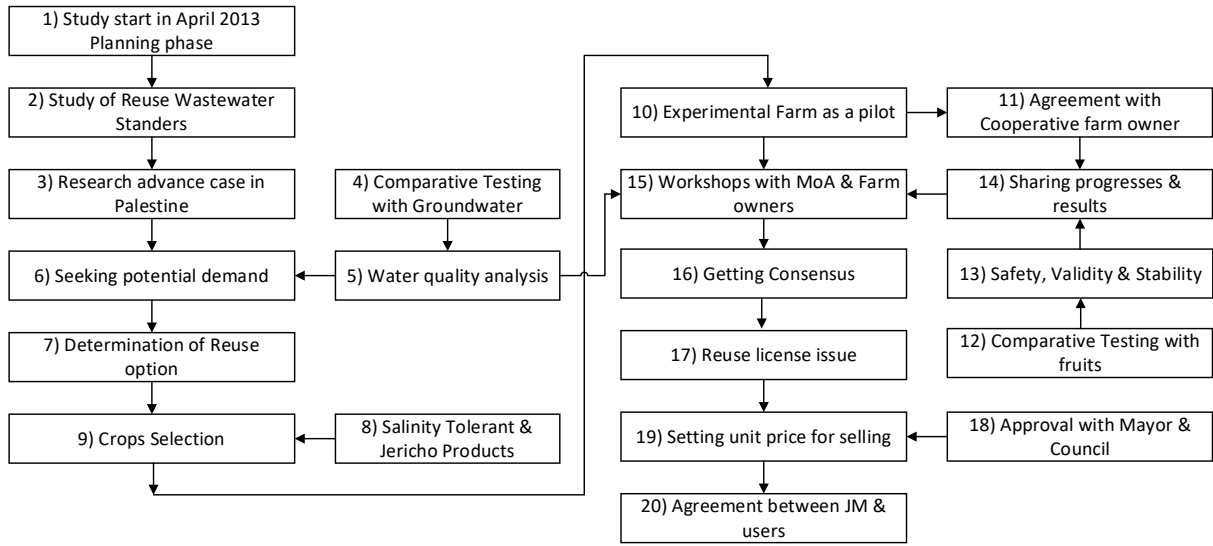 1) Study start in April 2013
Planning phase
2) Study of Reuse Wastewater
Standers
3) Research advance case in
Palestine
4) Comparative Testing
with Groundwater
5) Water quality analysis
6) Seeking potential demand
7) Determination of Reuse
option
8) Salinity Tolerant &
Jericho Products
9) Crops Selection
10) Experimental Farm as a pilot
11) Agreement with
Cooperative farm owner
12) Comparative Testing with
fruits
13) Safety, Validity & Stability
14) Sharing progresses &
results
15) Workshops with MoA & Farm
owners
16) Getting Consensus
17) Reuse license issue
18) Approval with Mayor &
Council
19) Setting unit price for selling
20) Agreement between JM &
users